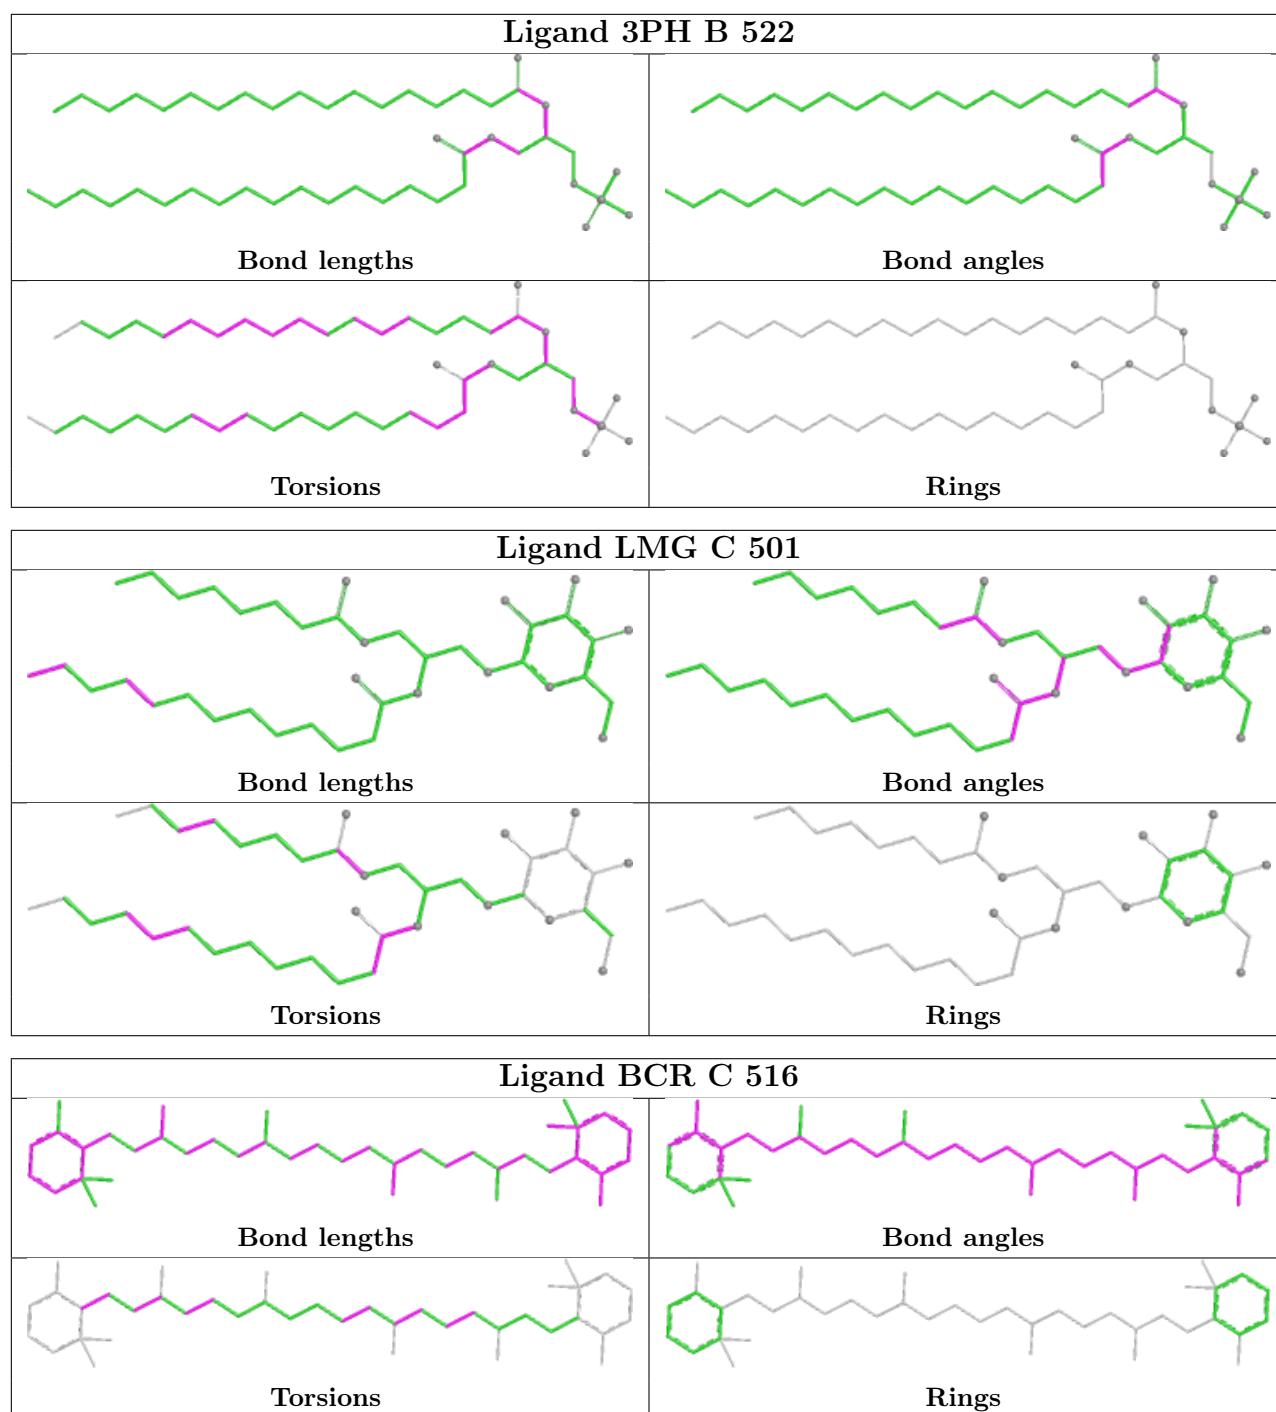 Ligand 3PH B 522
Bond lengths
Bond angles
Torsions
Rings
Ligand LMG C 501
Bond lengths
Bond angles
Torsions
Rings
Ligand BCR C 516
Bond lengths
Bond angles
Torsions
Rings